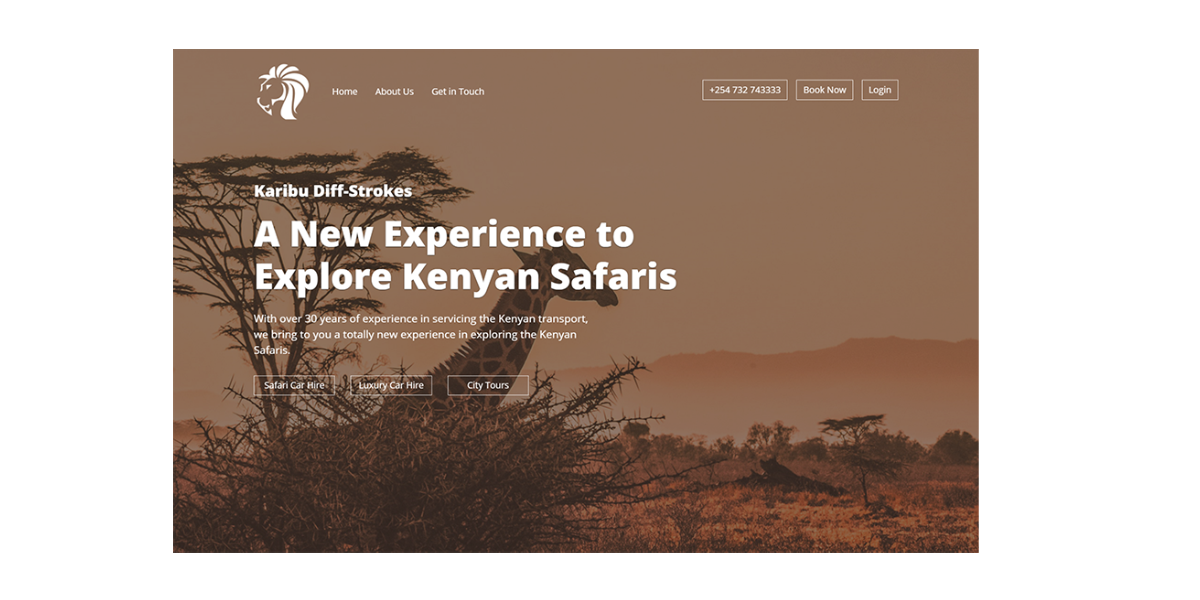 Home About Us Get in Touch +254 732 743333 Book Now Login
Karibu Diff-Strokes
A New Experience to
Explore Kenyan Safaris
With over 30 years of experience in servicing the Kenyan transport,
we bring to you a totally new experience in exploring the Kenyan
Safaris.
Safari Car Hire Luxury Car Hire City Tours